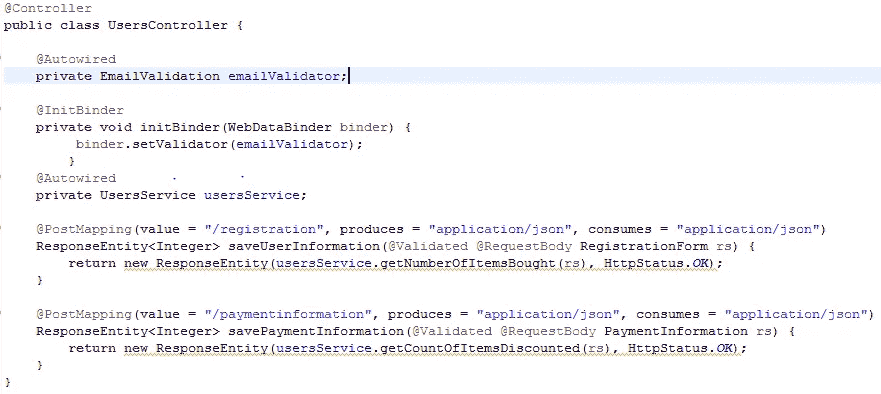 @Controller
public class UsersController {
@Autowired
private EmailValidation emailValidator;
@InitBinder
private void initBinder(WebDataBinder binder) {
binder.setValidator(emailValidator);
}
@Autowired
private UsersService usersService;
@PostMapping(value = "/registration", produces = "application/json", consumes = "application/json")
ResponseEntity<Integer> saveUserInformation(@Validated @RequestBody RegistrationForm rs) {
return new ResponseEntity(usersService.getNumberOfItemsBought(rs), HttpStatus.OK);
}
@PostMapping(value = "/paymentinformation", produces = "application/json", consumes = "application/json")
ResponseEntity<Integer> savePaymentInformation(@Validated @RequestBody PaymentInformation rs) {
return new ResponseEntity(usersService.getCountOfItemsDiscounted(rs), HttpStatus.OK);
}
}